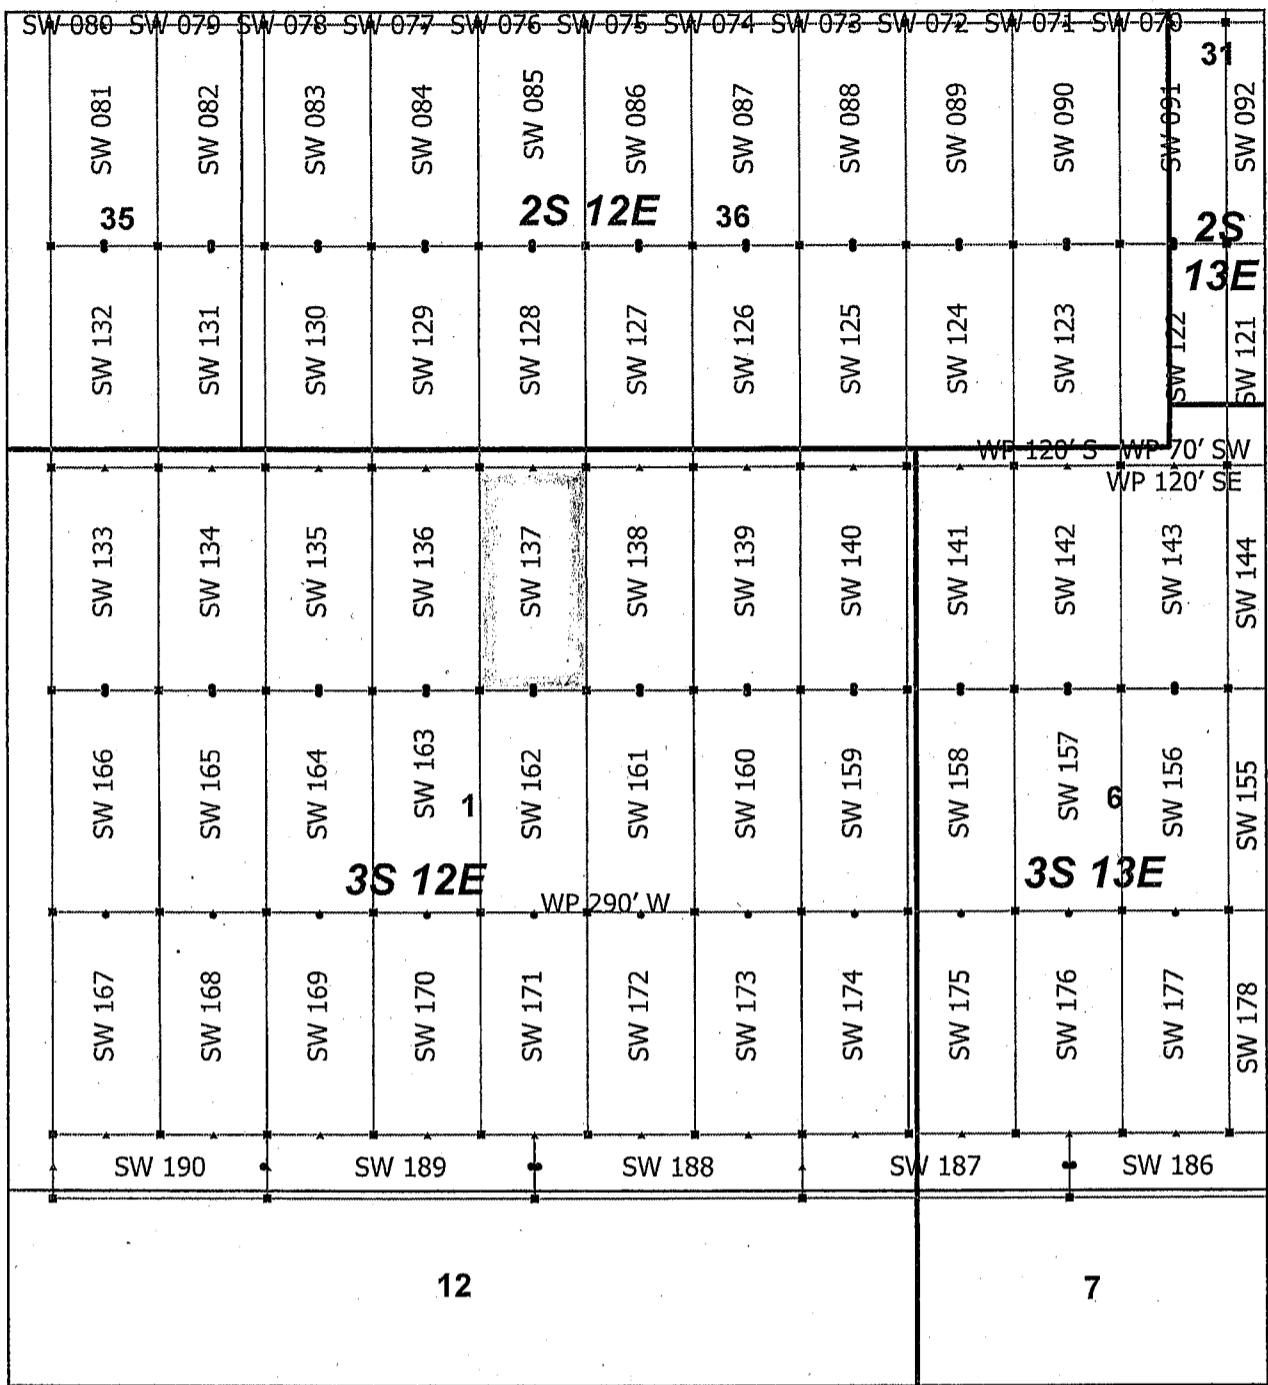 SW 080 SW 079 SW 078 SW 077 SW 076 SW 075 SW 074 SW 073 SW 072 SW 071 SW 070
31
SW 081 SW 082 SW 083 SW 084 SW 085 SW 086 SW 087 SW 088 SW 089 SW 090 SW 091 SW 092
35 2S 12E 36 2S
13E
SW 132 SW 131 SW 130 SW 129 SW 128 SW 127 SW 126 SW 125 SW 124 SW 123 SW 122 SW 121
WP 120' S WP 70' SW
WP 120' SE
SW 133 SW 134 SW 135 SW 136 SW 137 SW 138 SW 139 SW 140 SW 141 SW 142 SW 143 SW 144
SW 166 SW 165 SW 164 SW 163 SW 162 SW 161 SW 160 SW 159 SW 158 SW 157 SW 156 SW 155
1 6
3S 12E 3S 13E
WP 290' W
SW 167 SW 168 SW 169 SW 170 SW 171 SW 172 SW 173 SW 174 SW 175 SW 176 SW 177 SW 178
SW 190 SW 189 SW 188 SW 187 SW 186
12 7